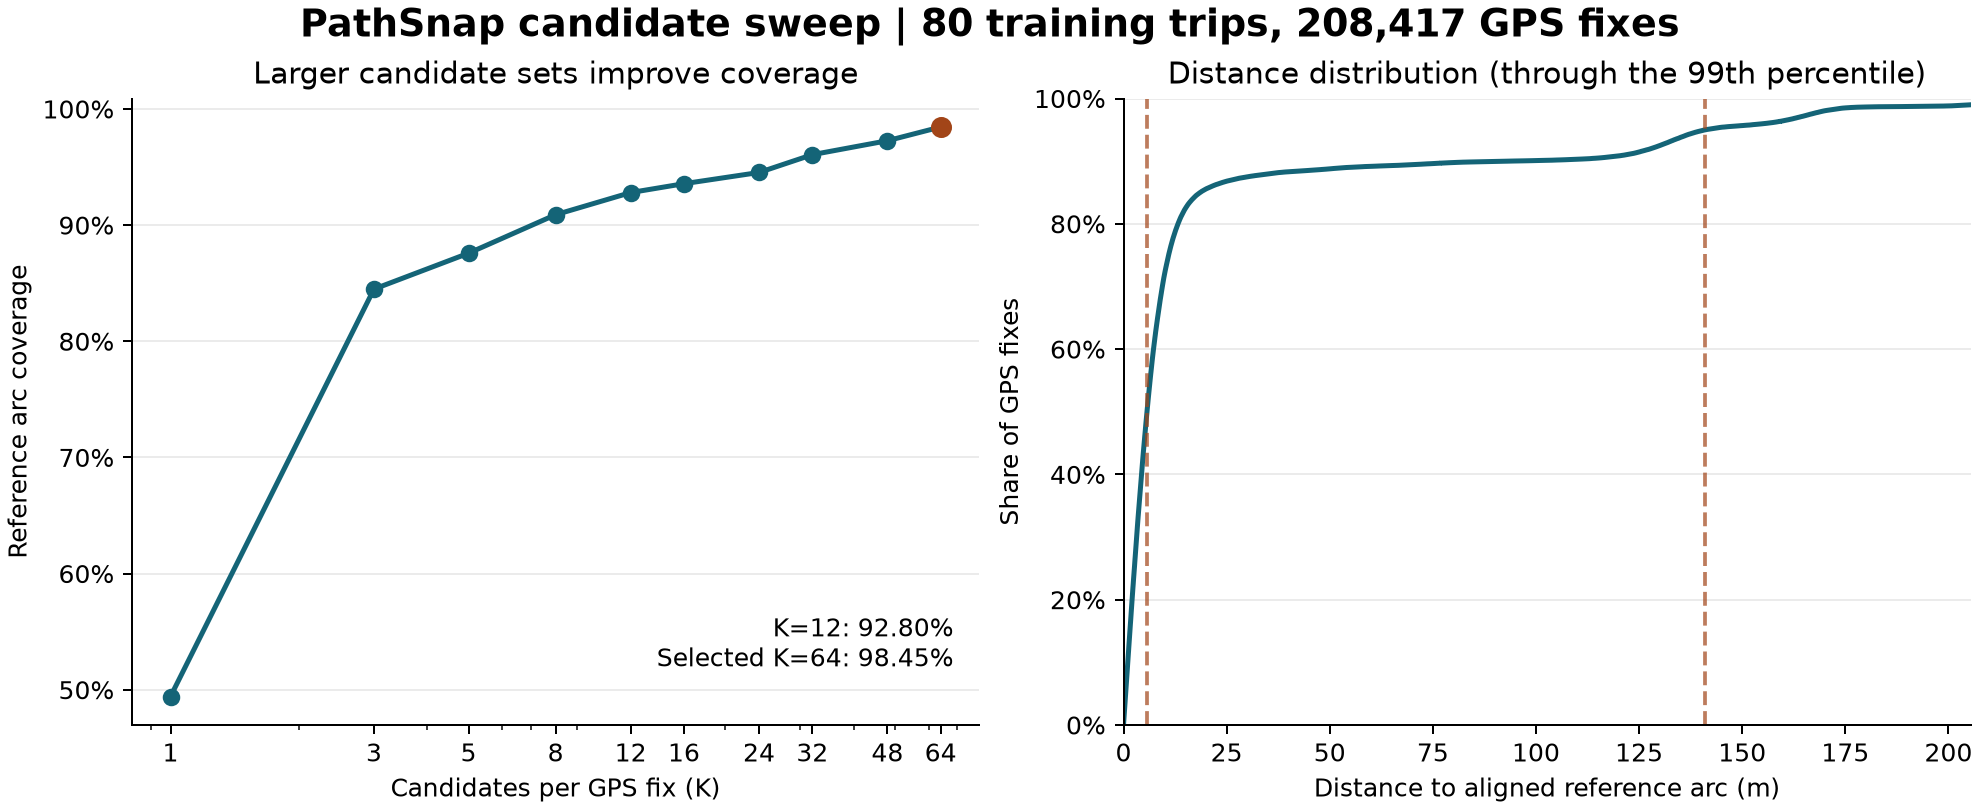 PathSnap candidate sweep | 80 training trips, 208,417 GPS fixes
Larger candidate sets improve coverage
100%
90%
80%
70%
60%
50%
Reference arc coverage
K=12: 92.80%
Selected K=64: 98.45%
1 3 5 8 12 16 24 32 48 64
Candidates per GPS fix (K)
Distance distribution (through the 99th percentile)
100%
80%
60%
40%
20%
0%
Share of GPS fixes
0 25 50 75 100 125 150 175 200
Distance to aligned reference arc (m)